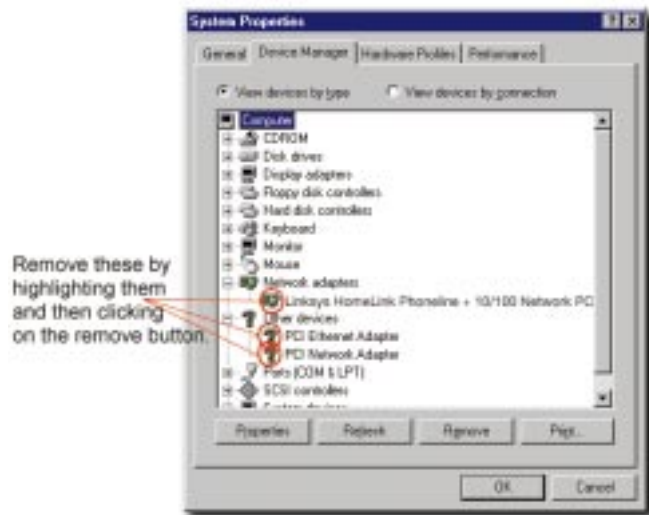 System Properties
General Device Manager Hardware Profiles Performance
View devices by type View devices by connection
Computer
CDROM
Disk drives
Display adapters
Floppy disk controllers
Hard disk controllers
Keyboard
Monitor
Mouse
Network adapters
Linksys HomeLink Phoneline + 10/100 Network PC
Other devices
PCI Ethernet Adapter
PCI Network Adapter
Ports (COM & LPT)
SCSI controllers
System devices
Remove these by
highlighting them
and then clicking
on the remove button.
Properties Refresh Remove Print...
OK Cancel